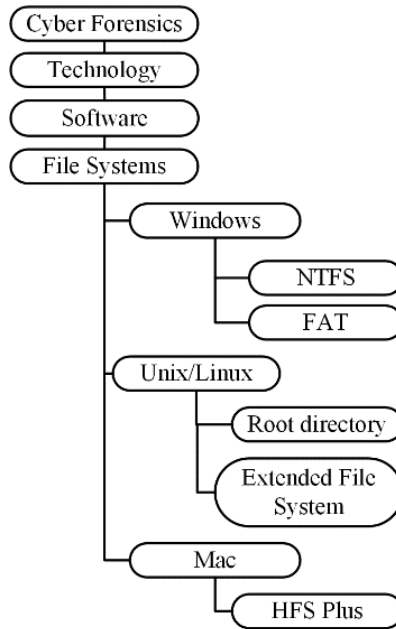 Cyber Forensics
Technology
Software
File Systems
Windows
NTFS
FAT
Unix/Linux
Root directory
Extended File
System
Mac
HFS Plus